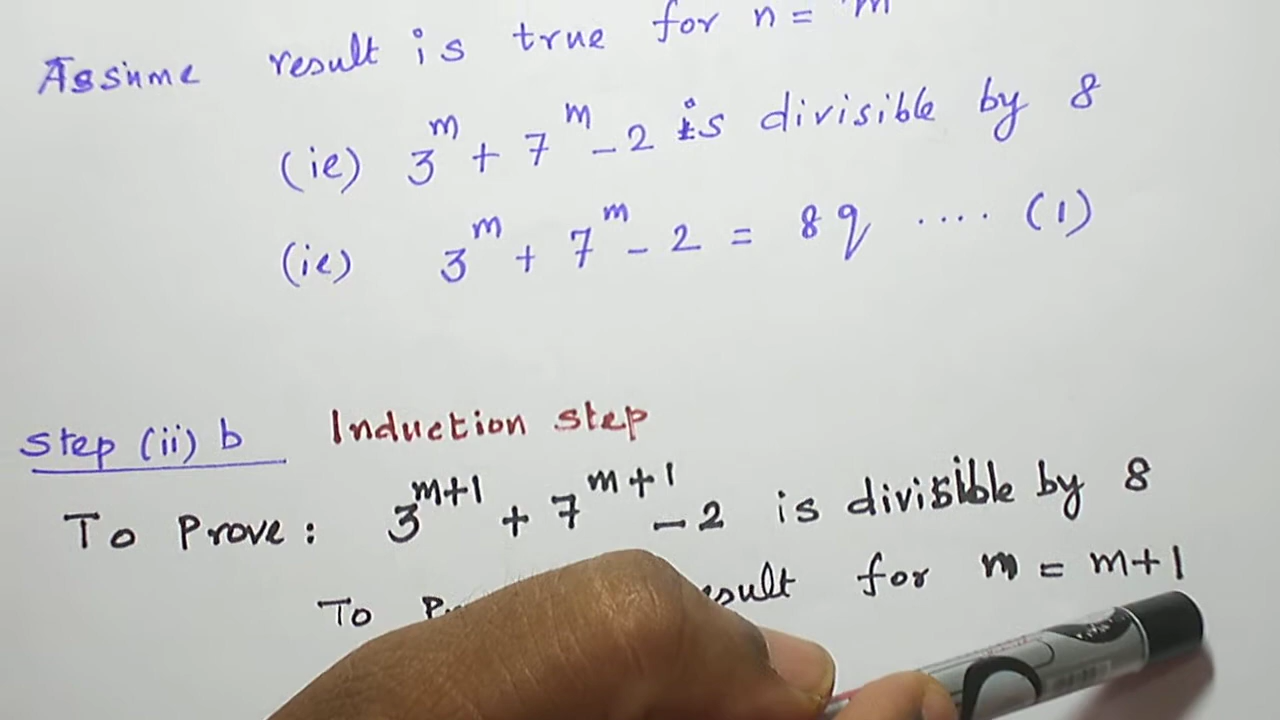 Assume result is true for n = m
(ie) 3^m + 7^m - 2 is divisible by 8
(ie) 3^m + 7^m - 2 = 8q .... (1)
Step (ii) b Induction step
To Prove: 3^{m+1} + 7^{m+1} - 2 is divisible by 8
To for m = m+1